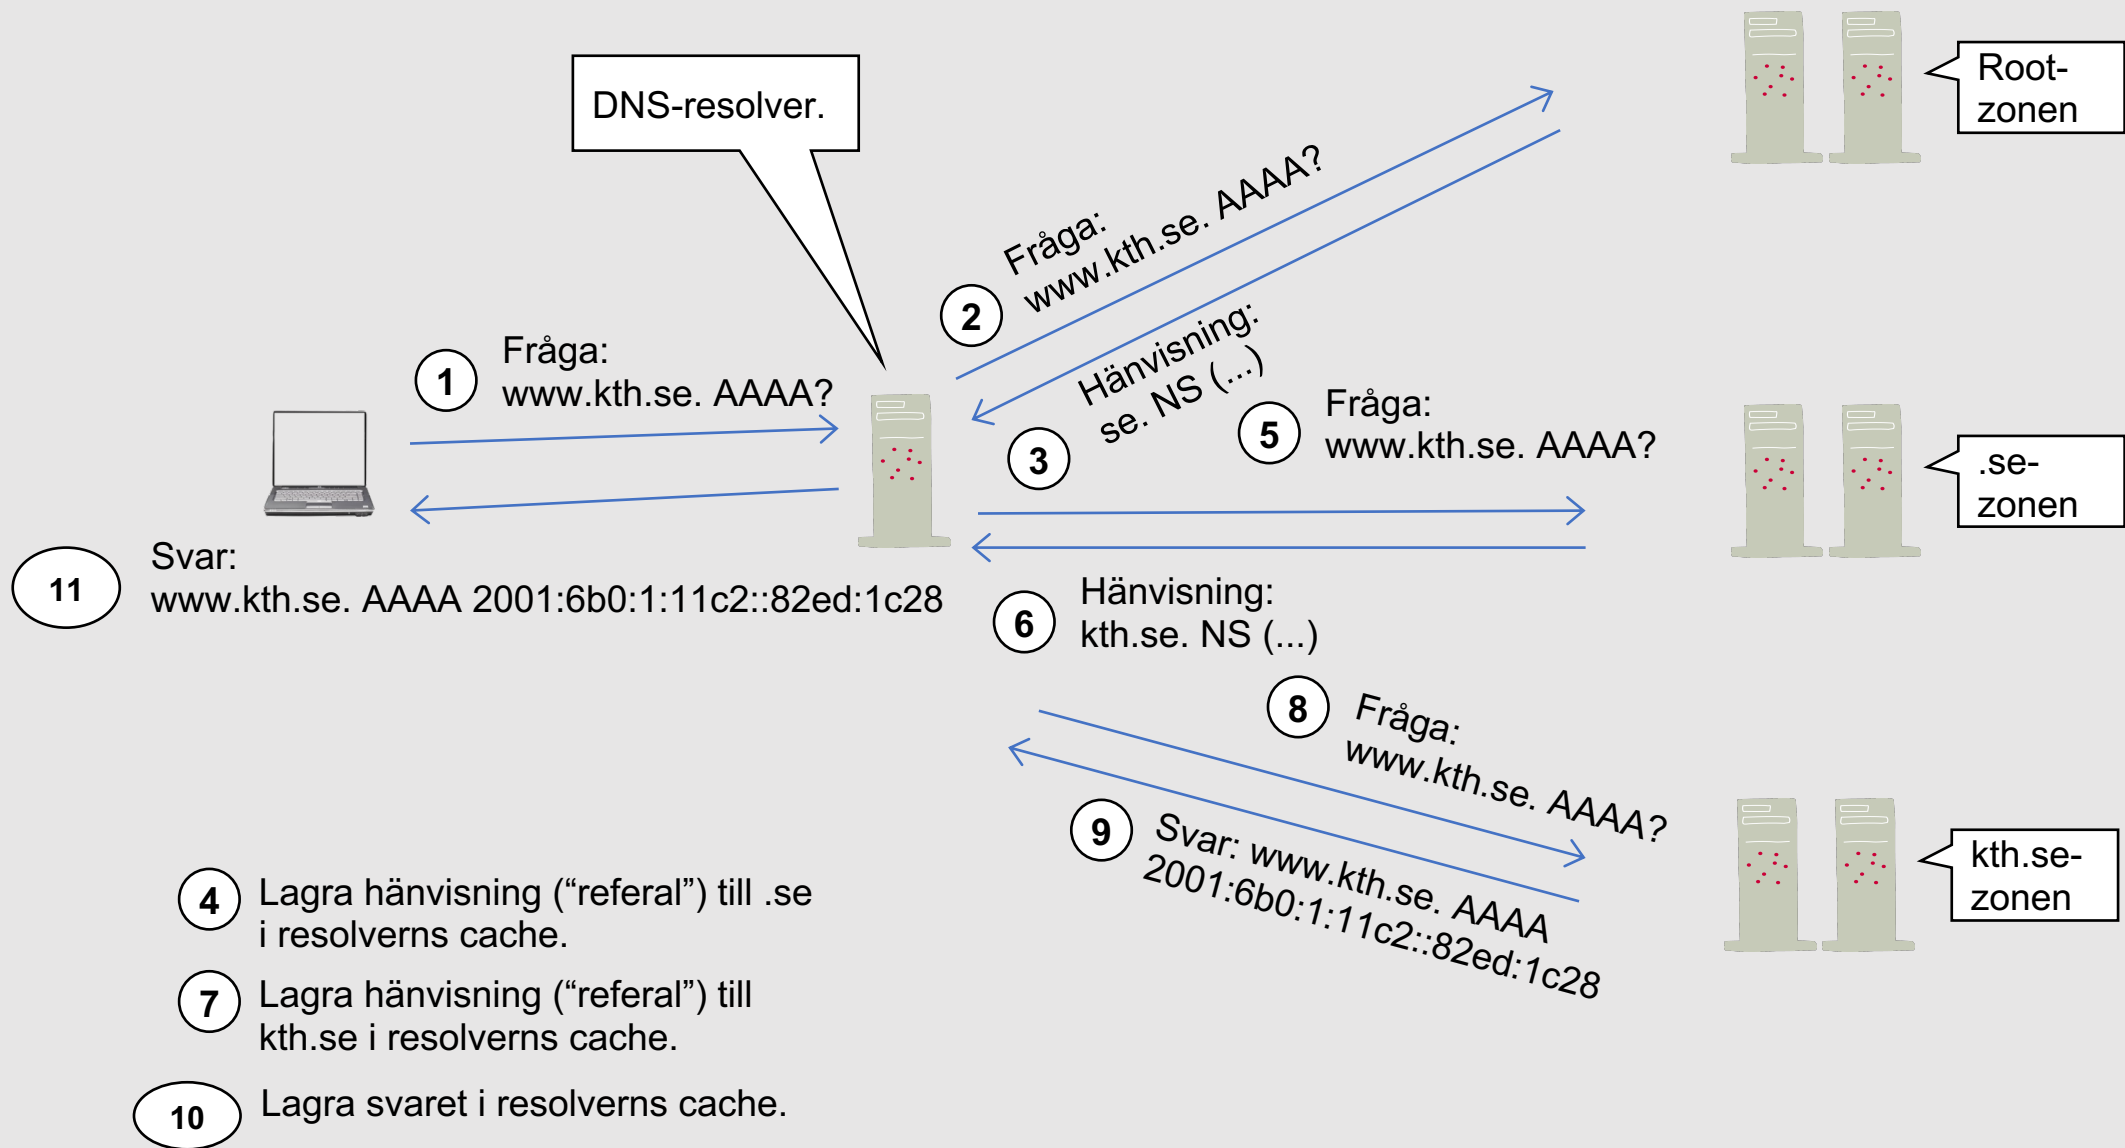 DNS-resolver.
Root-
zonen
2
Fråga:
www.kth.se. AAAA?
1
Fråga:
www.kth.se. AAAA?
3
Hänvisning:
se. NS (...)
5
Fråga:
www.kth.se. AAAA?
.se-
zonen
11
Svar:
www.kth.se. AAAA 2001:6b0:1:11c2::82ed:1c28
6
Hänvisning:
kth.se. NS (...)
8
Fråga:
www.kth.se. AAAA?
9
Svar: www.kth.se. AAAA
2001:6b0:1:11c2::82ed:1c28
kth.se-
zonen
4
Lagra hänvisning (“referal”) till .se
i resolverns cache.
7
Lagra hänvisning (“referal”) till
kth.se i resolverns cache.
10
Lagra svaret i resolverns cache.